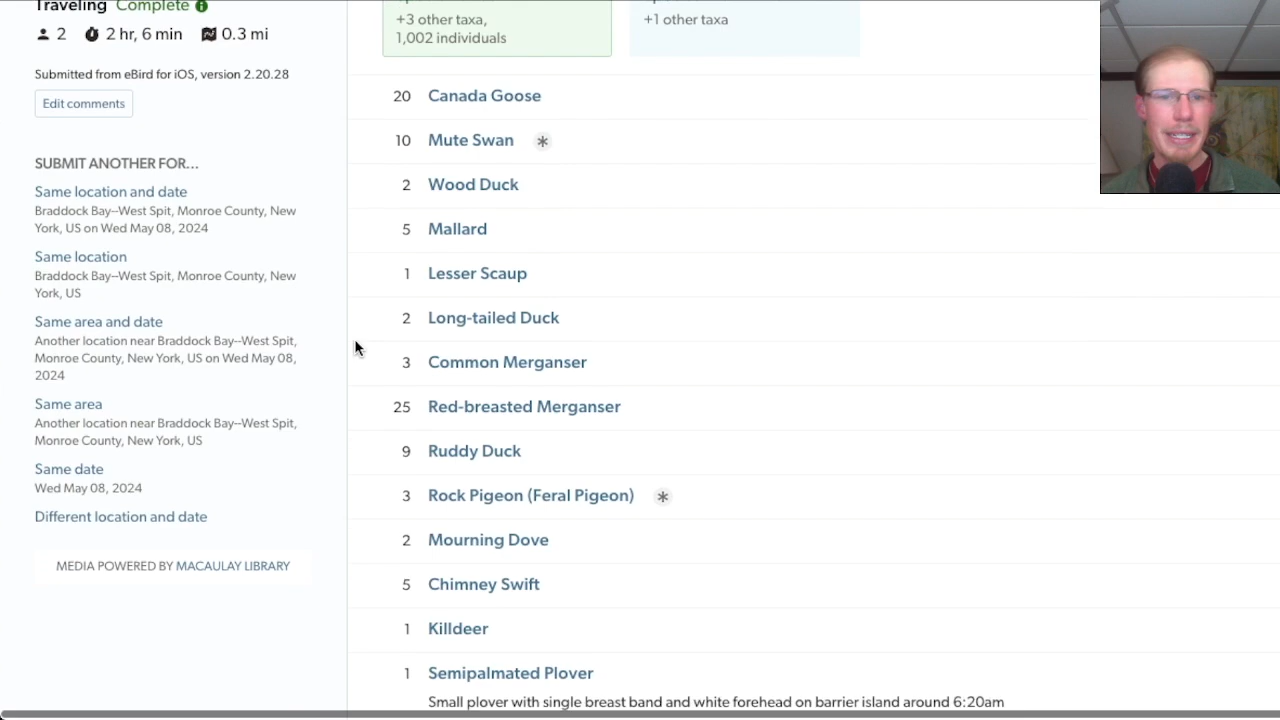 Traveling Complete
2 2 hr, 6 min 0.3 mi
Submitted from eBird for iOS, version 2.20.28
Edit comments
SUBMIT ANOTHER FOR...
Same location and date
Braddock Bay--West Spit, Monroe County, New
York, US on Wed May 08, 2024
Same location
Braddock Bay--West Spit, Monroe County, New
York, US
Same area and date
Another location near Braddock Bay--West Spit,
Monroe County, New York, US on Wed May 08,
2024
Same area
Another location near Braddock Bay--West Spit,
Monroe County, New York, US
Same date
Wed May 08, 2024
Different location and date
MEDIA POWERED BY MACAULAY LIBRARY
+3 other taxa,
1,002 individuals
+1 other taxa
20 Canada Goose
10 Mute Swan *
2 Wood Duck
5 Mallard
1 Lesser Scaup
2 Long-tailed Duck
3 Common Merganser
25 Red-breasted Merganser
9 Ruddy Duck
3 Rock Pigeon (Feral Pigeon) *
2 Mourning Dove
5 Chimney Swift
1 Killdeer
1 Semipalmated Plover
Small plover with single breast band and white forehead on barrier island around 6:20am